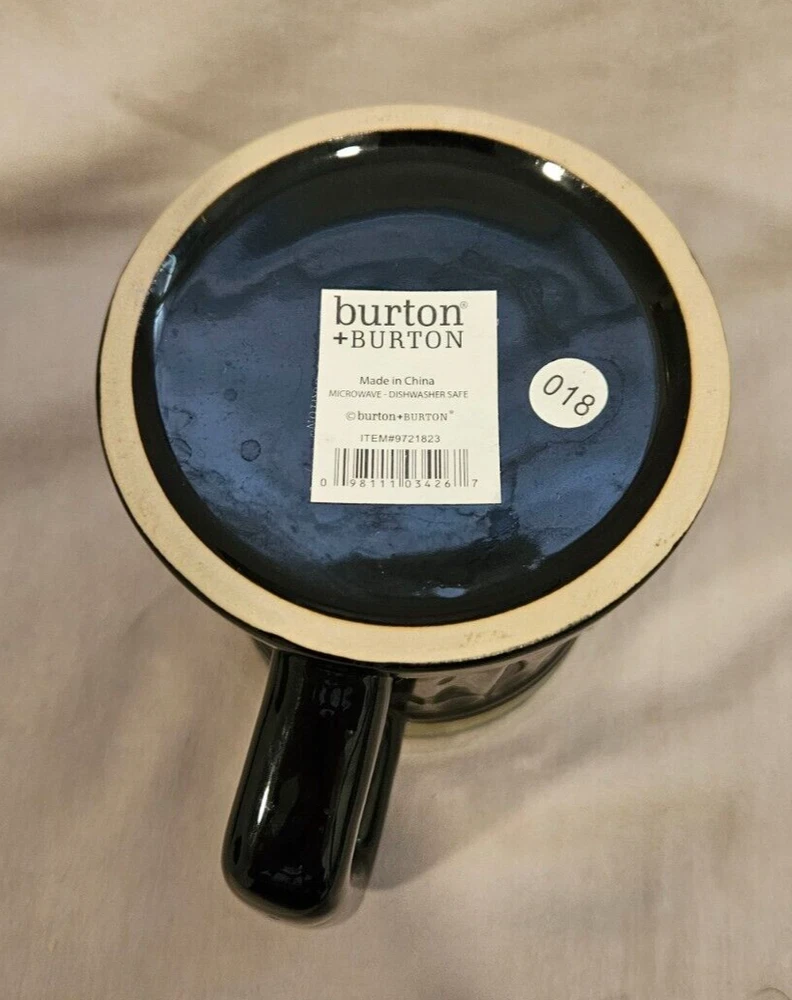 burton®
+BURTON
Made in China
MICROWAVE - DISHWASHER SAFE
©burton+BURTON®
ITEM#9721823
0 98111 03426 7
018